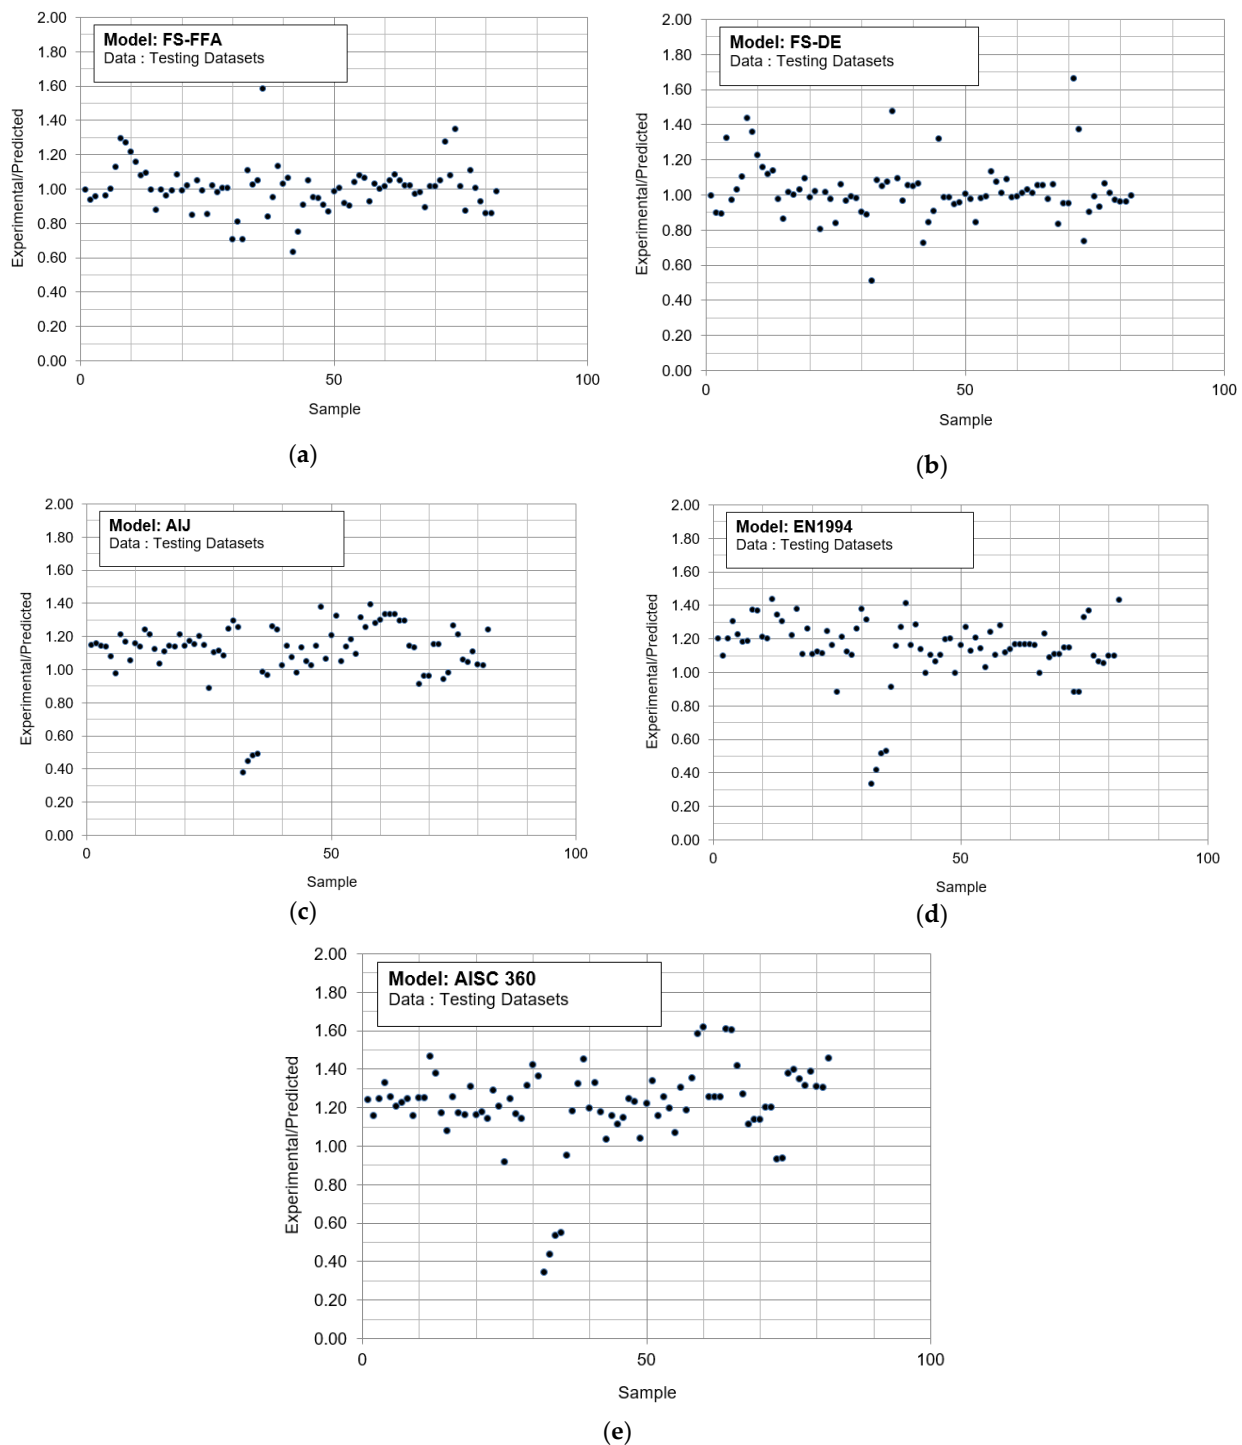 2.00
1.80
1.60
1.40
1.20
1.00
0.80
0.60
0.40
0.20
0.00
Experimental/Predicted
Model: FS-FFA
Data : Testing Datasets
0 50 100
Sample
(a)
2.00
1.80
1.60
1.40
1.20
1.00
0.80
0.60
0.40
0.20
0.00
Experimental/Predicted
Model: FS-DE
Data : Testing Datasets
0 50 100
Sample
(b)
2.00
1.80
1.60
1.40
1.20
1.00
0.80
0.60
0.40
0.20
0.00
Experimental/Predicted
Model: AIJ
Data : Testing Datasets
0 50 100
Sample
(c)
2.00
1.80
1.60
1.40
1.20
1.00
0.80
0.60
0.40
0.20
0.00
Experimental/Predicted
Model: EN1994
Data : Testing Datasets
0 50 100
Sample
(d)
2.00
1.80
1.60
1.40
1.20
1.00
0.80
0.60
0.40
0.20
0.00
Experimental/Predicted
Model: AISC 360
Data : Testing Datasets
0 50 100
Sample
(e)